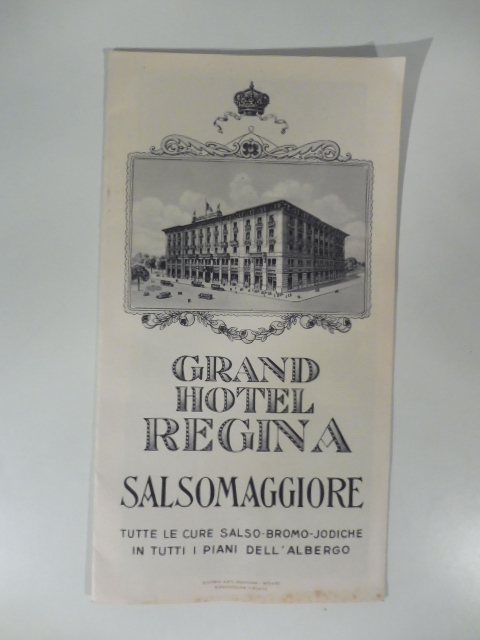 GRAND
HOTEL
REGINA
SALSOMAGGIORE
TUTTE LE CURE SALSO-BROMO-JODICHE
IN TUTTI I PIANI DELL'ALBERGO